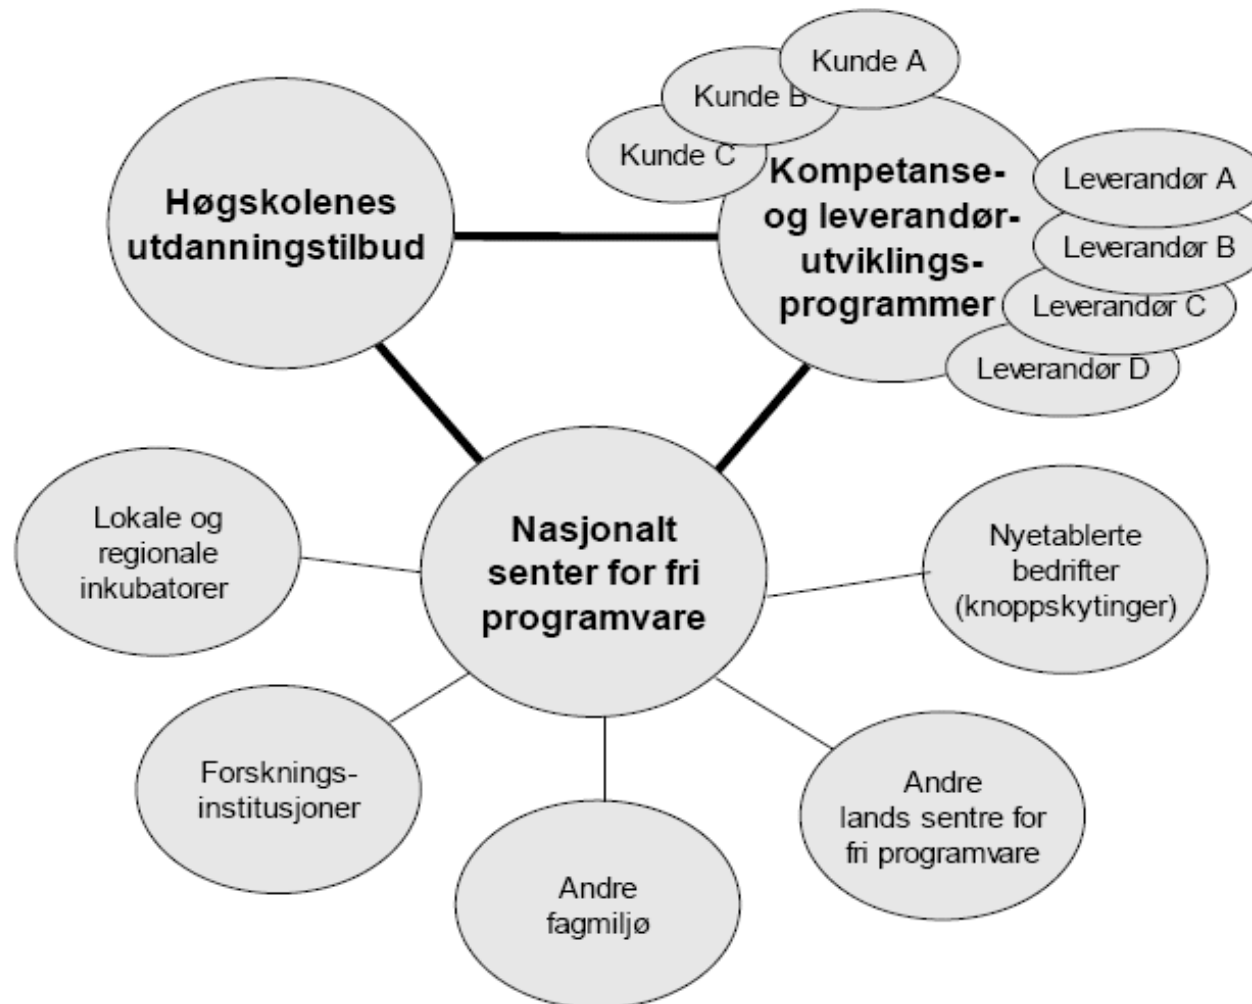 Kunde A
Kunde B
Kunde C
Høgskolenes
utdanningstilbud
Kompetanse-
og leverandør-
utviklings-
programmer
Leverandør A
Leverandør B
Leverandør C
Leverandør D
Lokale og
regionale
inkubatorer
Nasjonalt
senter for fri
programvare
Nyetablerte
bedrifter
(knoppskytinger)
Forsknings-
institusjoner
Andre
fagmiljø
Andre
lands sentre for
fri programvare